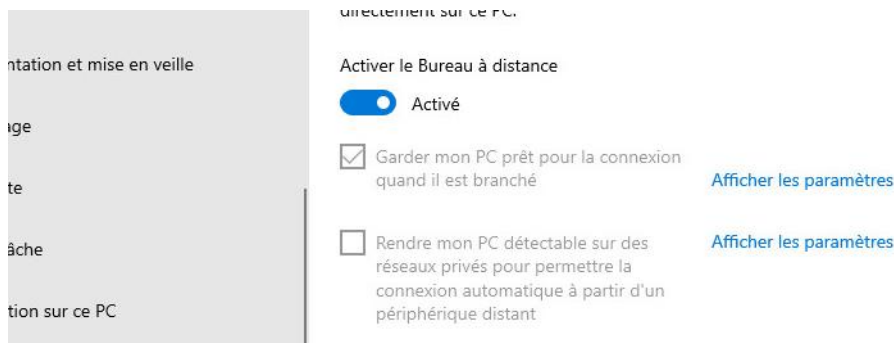 directement sur ce PC.
ntation et mise en veille
Activer le Bureau à distance
Activé
age
Garder mon PC prêt pour la connexion
quand il est branché
Afficher les paramètres
te
Rendre mon PC détectable sur des
réseaux privés pour permettre la
connexion automatique à partir d'un
périphérique distant
Afficher les paramètres
âche
tion sur ce PC